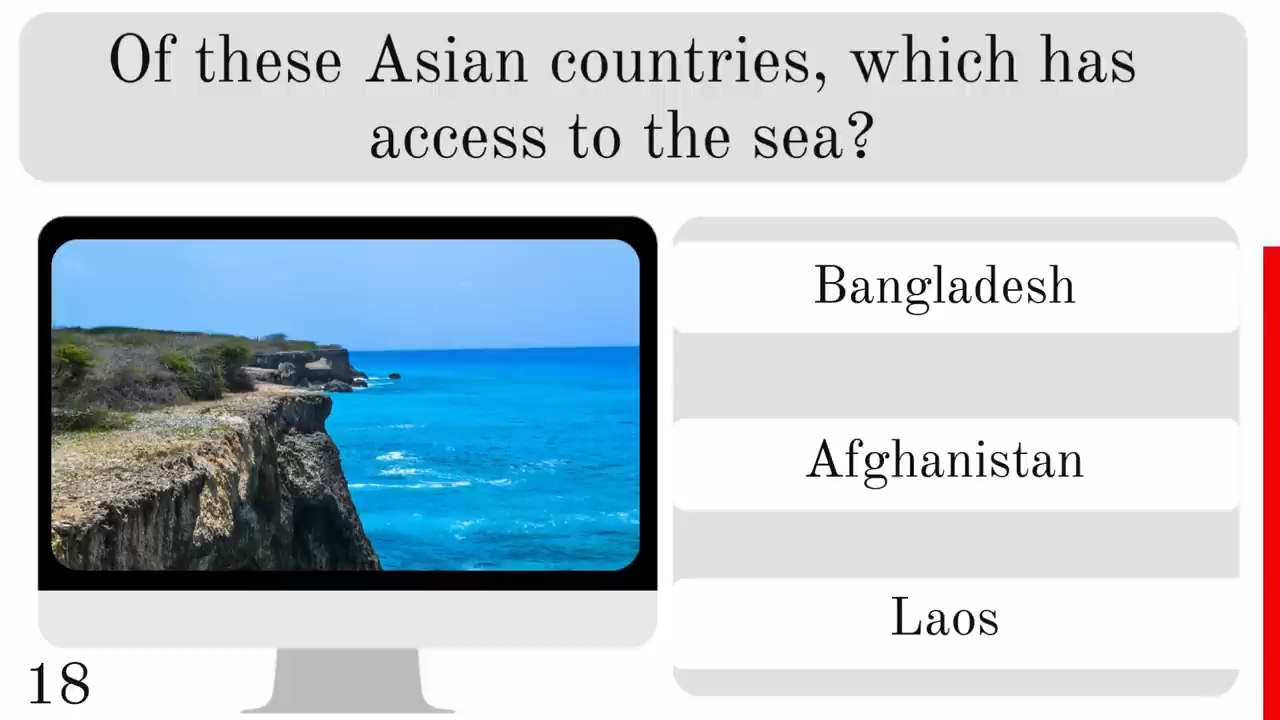 Of these Asian countries, which has
access to the sea?
Bangladesh
Afghanistan
Laos
18